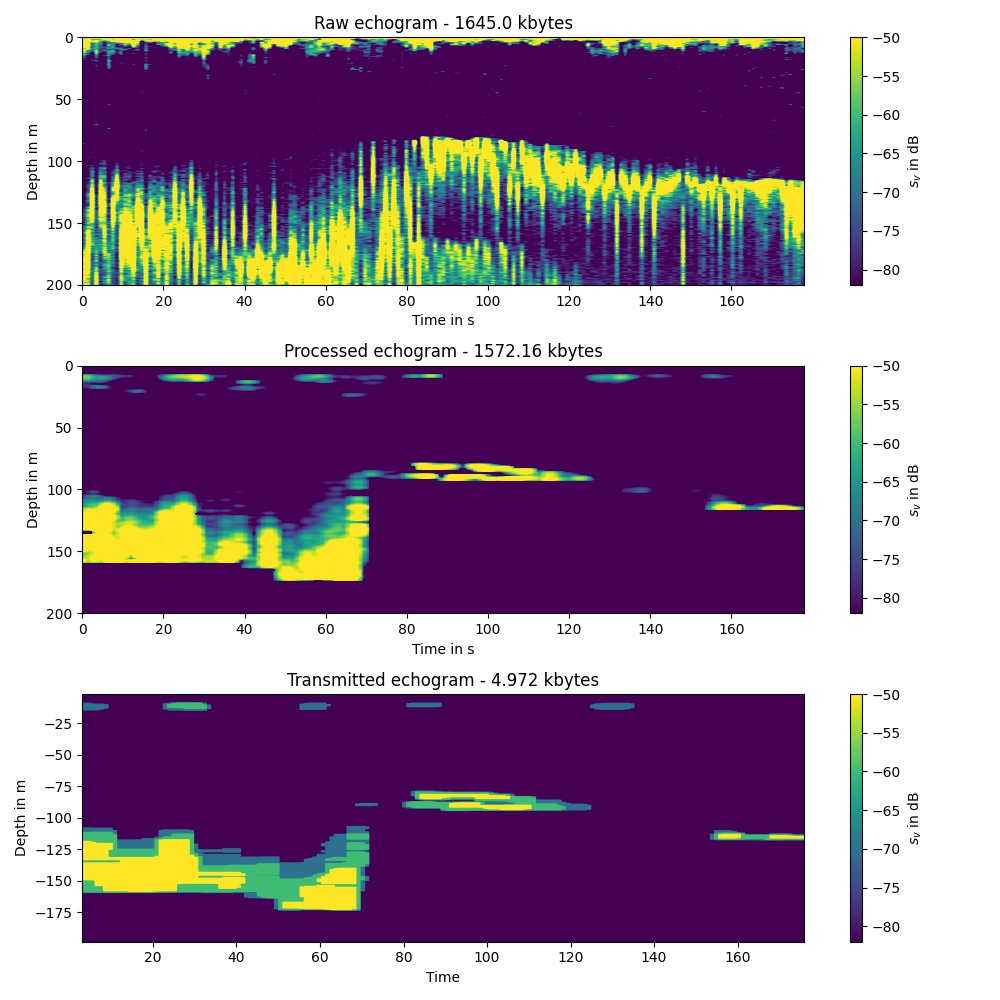 Raw echogram - 1645.0 kbytes
0
50
100
150
200
Depth in m
0 20 40 60 80 100 120 140 160
Time in s
−50
−55
−60
−65
−70
−75
−80
sv in dB
Processed echogram - 1572.16 kbytes
0
50
100
150
200
Depth in m
0 20 40 60 80 100 120 140 160
Time in s
−50
−55
−60
−65
−70
−75
−80
sv in dB
Transmitted echogram - 4.972 kbytes
−25
−50
−75
−100
−125
−150
−175
Depth in m
20 40 60 80 100 120 140 160
Time
−50
−55
−60
−65
−70
−75
−80
sv in dB